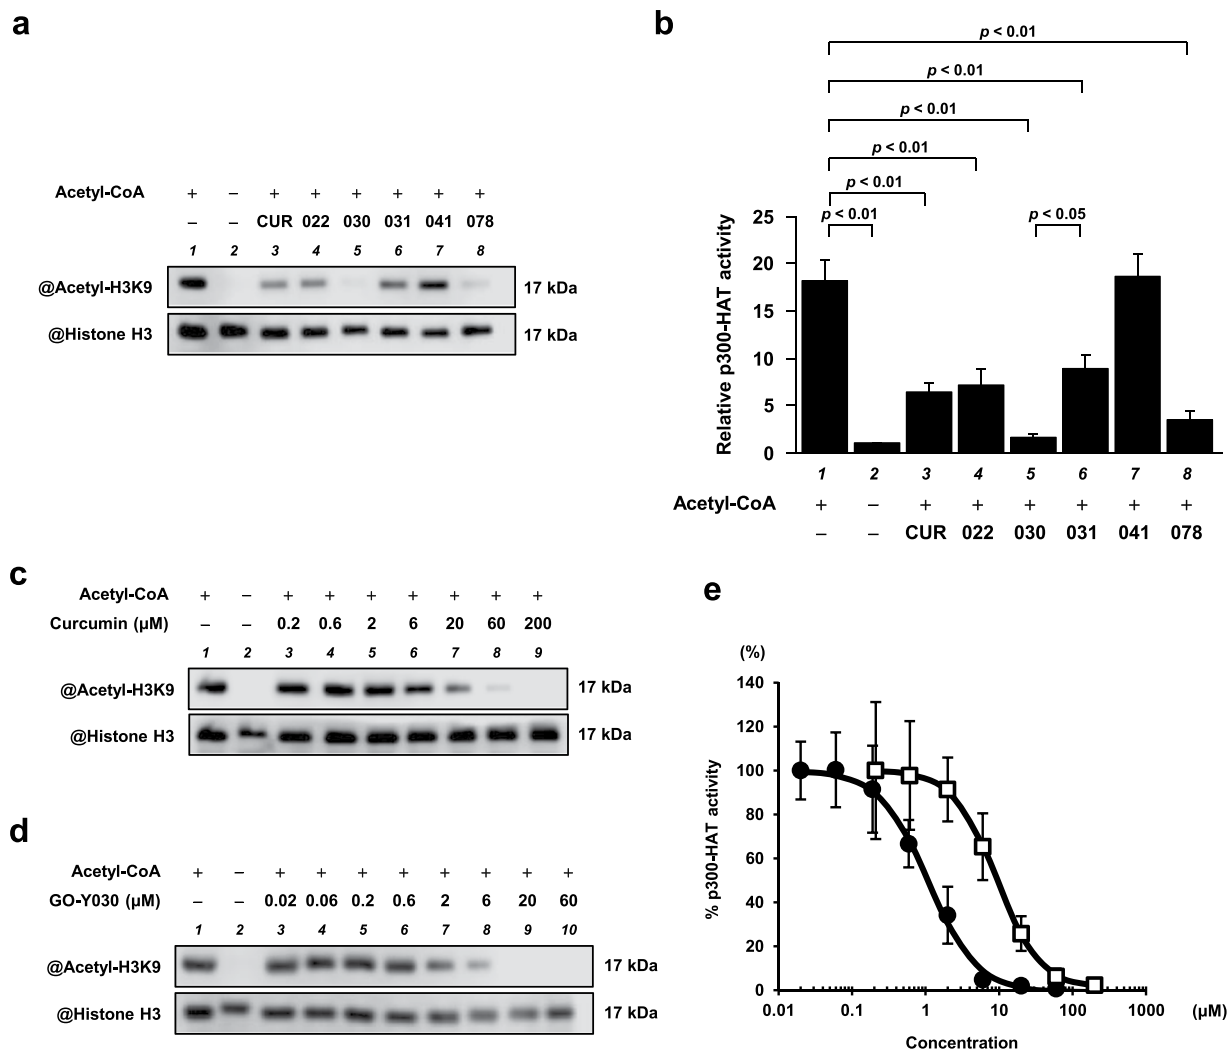 a
Acetyl-CoA + – + + + + + +
– – CUR 022 030 031 041 078
1 2 3 4 5 6 7 8
@Acetyl-H3K9 17 kDa
@Histone H3 17 kDa
b
p < 0.01
p < 0.01
p < 0.01
p < 0.01
p < 0.01
p < 0.01 p < 0.05
Relative p300-HAT activity
25
20
15
10
5
0
1 2 3 4 5 6 7 8
Acetyl-CoA + – + + + + + +
– – CUR 022 030 031 041 078
c
Acetyl-CoA + – + + + + + + +
Curcumin (μM) – – 0.2 0.6 2 6 20 60 200
1 2 3 4 5 6 7 8 9
@Acetyl-H3K9 17 kDa
@Histone H3 17 kDa
d
Acetyl-CoA + – + + + + + + + +
GO-Y030 (μM) – – 0.02 0.06 0.2 0.6 2 6 20 60
1 2 3 4 5 6 7 8 9 10
@Acetyl-H3K9 17 kDa
@Histone H3 17 kDa
e
(%)
% p300-HAT activity
140
120
100
80
60
40
20
0
0.01 0.1 1 10 100 1000 (μM)
Concentration